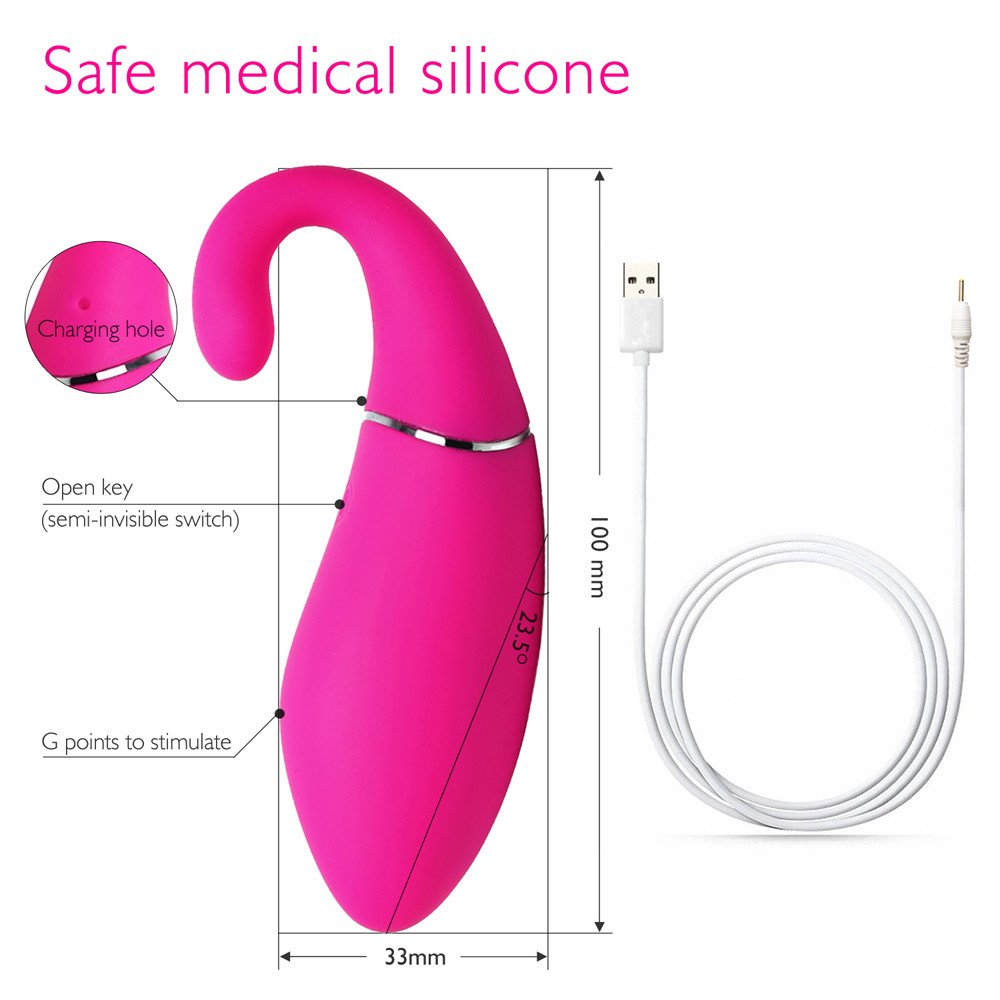 Safe medical silicone
Charging hole
Open key
(semi-invisible switch)
100 mm
23.5°
G points to stimulate
33mm